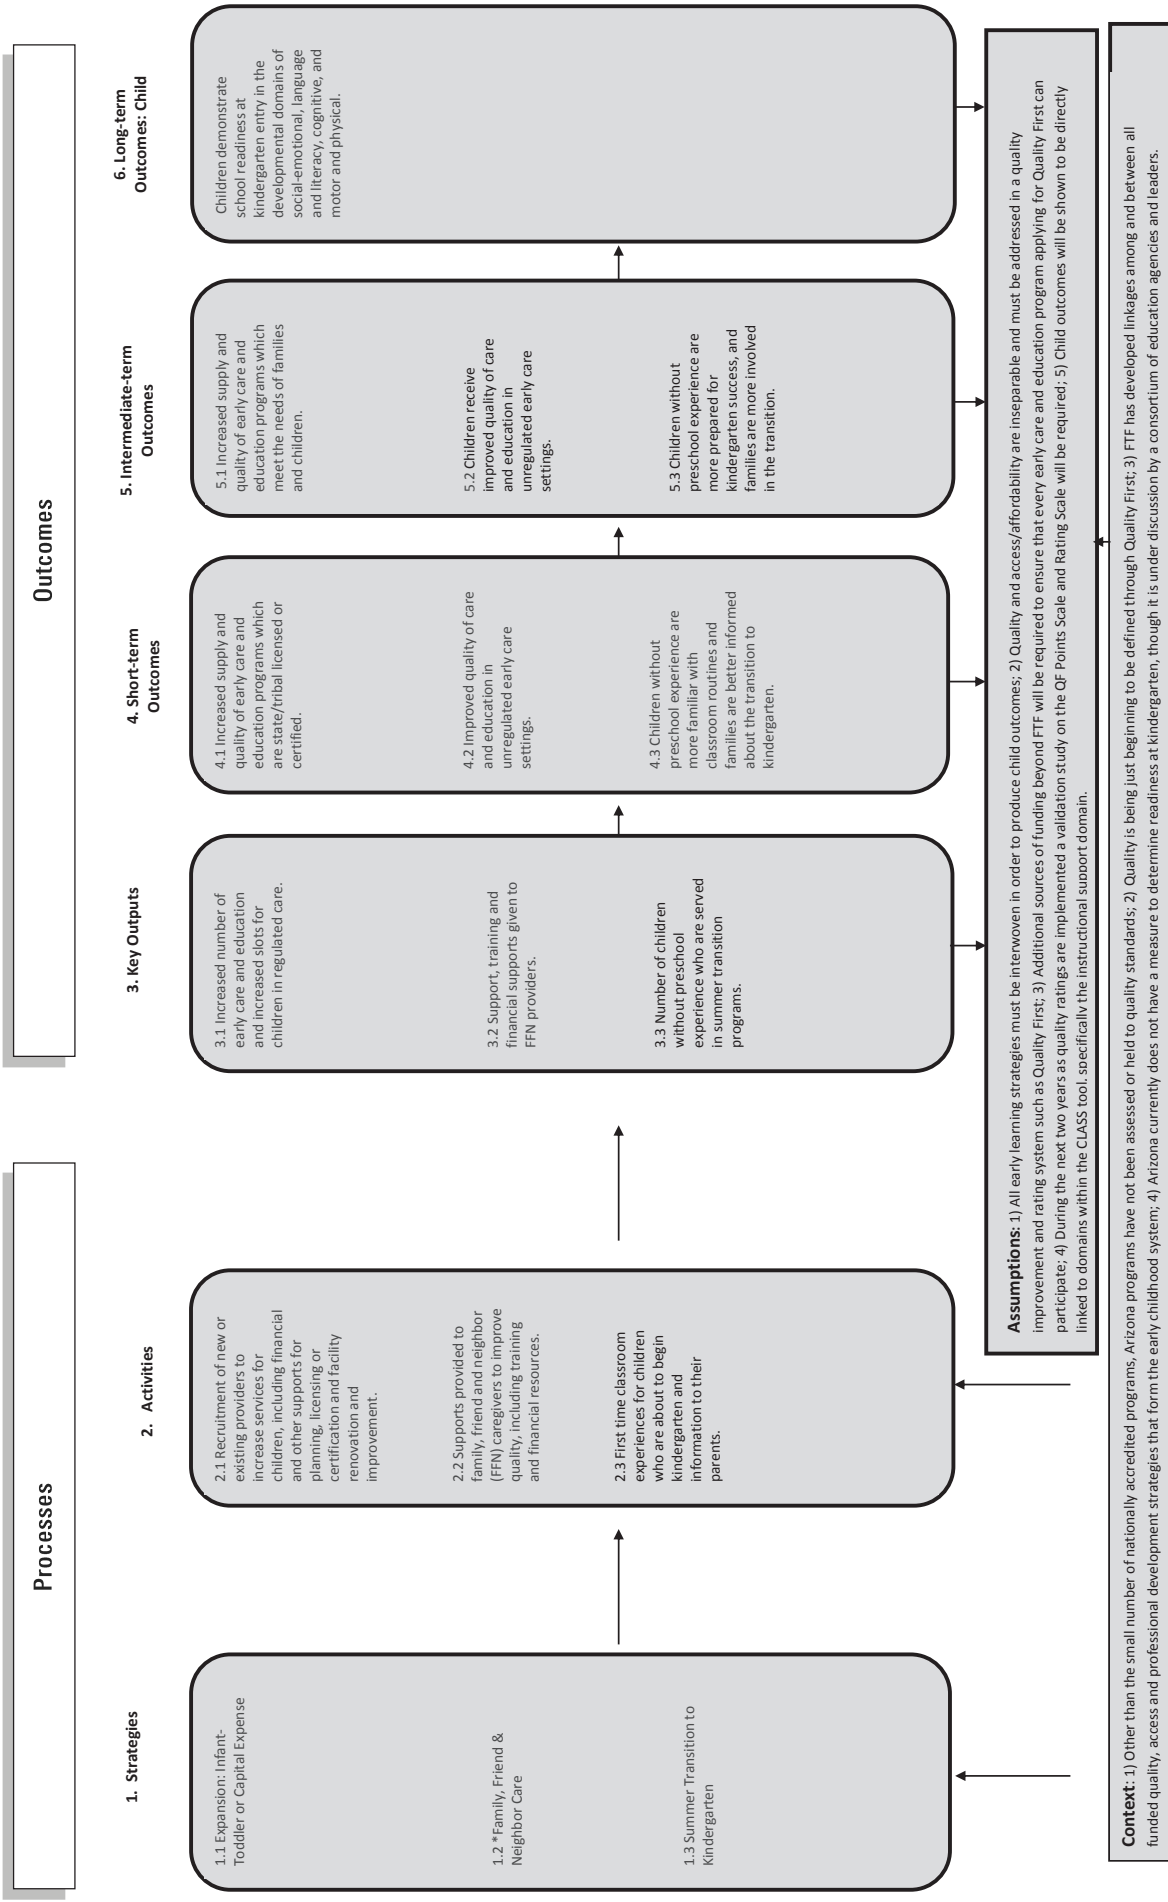 Processes
Outcomes
1. Strategies
1.1 Expansion: Infant-
Toddler or Capital Expense
1.2 *Family, Friend &
Neighbor Care
1.3 Summer Transition to
Kindergarten
2. Activities
2.1 Recruitment of new or
existing providers to
increase services for
children, including financial
and other supports for
planning, licensing or
certification and facility
renovation and
improvement.
2.2 Supports provided to
family, friend and neighbor
(FFN) caregivers to improve
quality, including training
and financial resources.
2.3 First time classroom
experiences for children
who are about to begin
kindergarten and
information to their
parents.
3. Key Outputs
3.1 Increased number of
early care and education
and increased slots for
children in regulated care.
3.2 Support, training and
financial supports given to
FFN providers.
3.3 Number of children
without preschool
experience who are served
in summer transition
programs.
4. Short-term
Outcomes
4.1 Increased supply and
quality of early care and
education programs which
are state/tribal licensed or
certified.
4.2 Improved quality of care
and education in
unregulated early care
settings.
4.3 Children without
preschool experience are
more familiar with
classroom routines and
families are better informed
about the transition to
kindergarten.
5. Intermediate-term
Outcomes
5.1 Increased supply and
quality of early care and
education programs which
meet the needs of families
and children.
5.2 Children receive
improved quality of care
and education in
unregulated early care
settings.
5.3 Children without
preschool experience are
more prepared for
kindergarten success, and
families are more involved
in the transition.
6. Long-term
Outcomes: Child
Children demonstrate
school readiness at
kindergarten entry in the
developmental domains of
social-emotional, language
and literacy, cognitive, and
motor and physical.
Assumptions: 1) All early learning strategies must be interwoven in order to produce child outcomes; 2) Quality and access/affordability are inseparable and must be addressed in a quality
improvement and rating system such as Quality First; 3) Additional sources of funding beyond FTF will be required to ensure that every early care and education program applying for Quality First can
participate; 4) During the next two years as quality ratings are implemented a validation study on the QF Points Scale and Rating Scale will be required; 5) Child outcomes will be shown to be directly
linked to domains within the CLASS tool, specifically the instructional support domain.
Context: 1) Other than the small number of nationally accredited programs, Arizona programs have not been assessed or held to quality standards; 2) Quality is being just beginning to be defined through Quality First; 3) FTF has developed linkages among and between all
funded quality, access and professional development strategies that form the early childhood system; 4) Arizona currently does not have a measure to determine readiness at kindergarten, though it is under discussion by a consortium of education agencies and leaders.